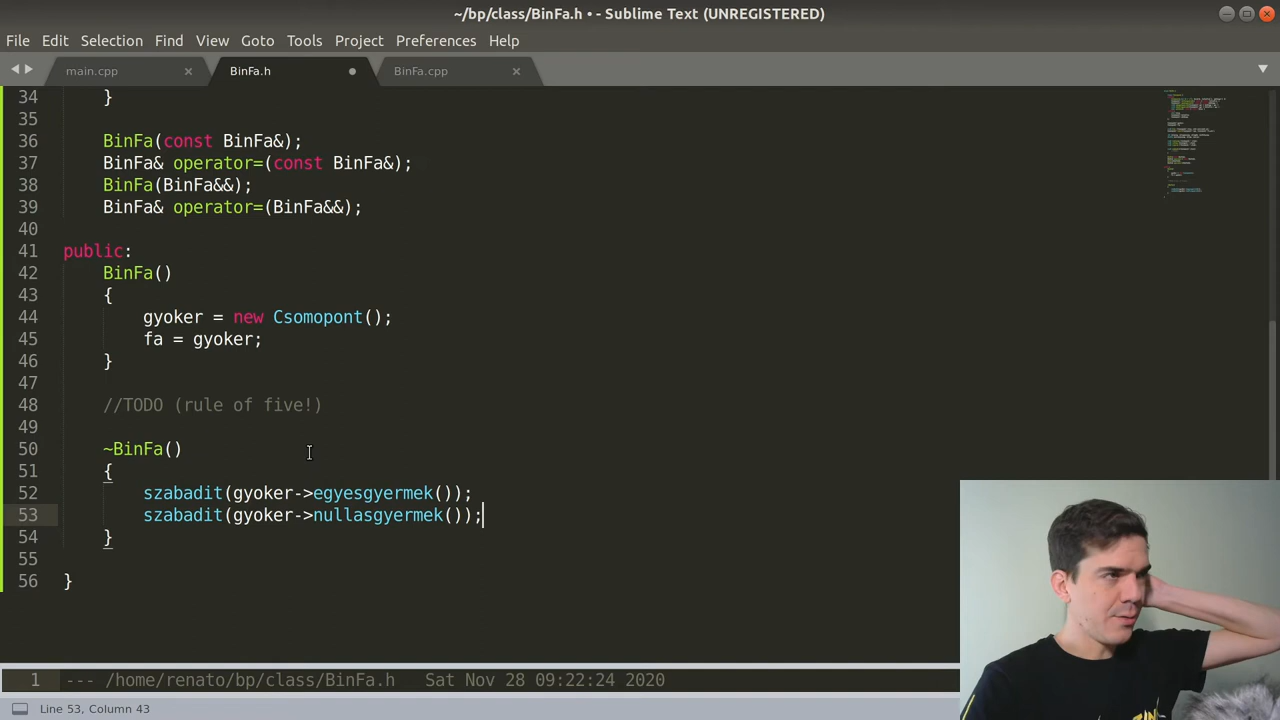 ~/bp/class/BinFa.h • - Sublime Text (UNREGISTERED)
File Edit Selection Find View Goto Tools Project Preferences Help
main.cpp × BinFa.h BinFa.cpp ×
34 }
35
36 BinFa(const BinFa&);
37 BinFa& operator=(const BinFa&);
38 BinFa(BinFa&&);
39 BinFa& operator=(BinFa&&);
40
41 public:
42 BinFa()
43 {
44 gyoker = new Csomopont();
45 fa = gyoker;
46 }
47
48 //TODO (rule of five!)
49
50 ~BinFa()
51 {
52 szabadit(gyoker->egyesgyermek());
53 szabadit(gyoker->nullasgyermek());
54 }
55
56 }
1 --- /home/renato/bp/class/BinFa.h Sat Nov 28 09:22:24 2020
Line 53, Column 43